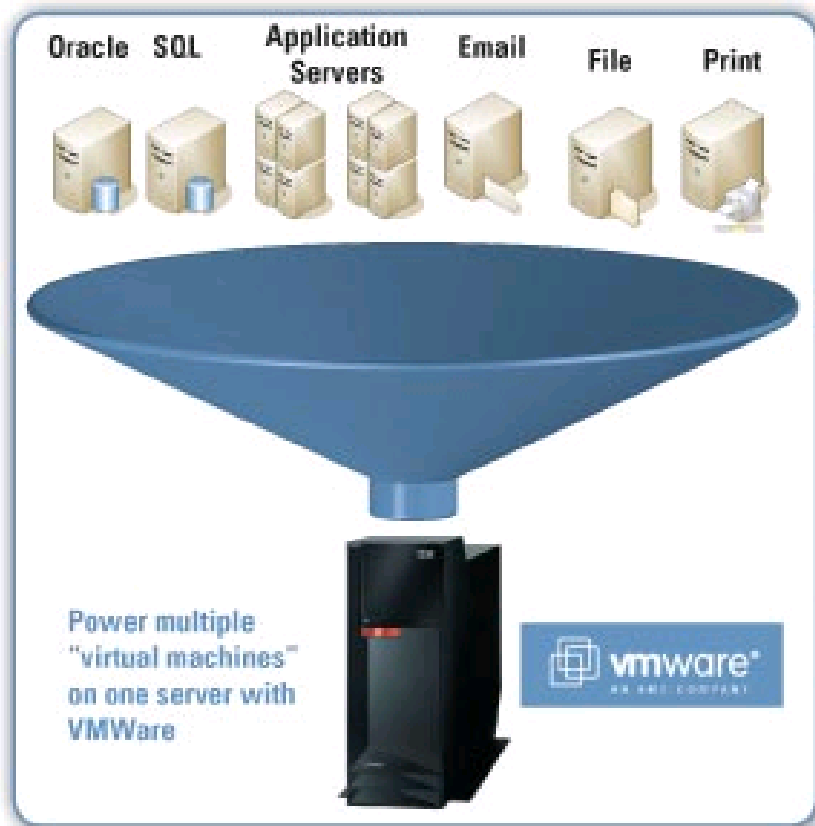 Oracle SQL Application Servers Email File Print
Power multiple
“virtual machines”
on one server with
VMWare
IBM
vmware®
AN EMC COMPANY